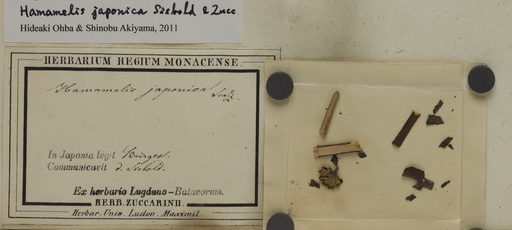 Hamamelis japonica Siebold & Zucc
Hideaki Ohba & Shinobu Akiyama, 2011
HERBARIUM REGIUM MONACENSE.
Hamamelis japonica
In Japonia legit Bürger.
Communicavit d. Siebold.
Ex herbario Lugduno-Batavorum.
HERB. ZUCCARINII.
Herbar. Univ. Ludov. Maximil.